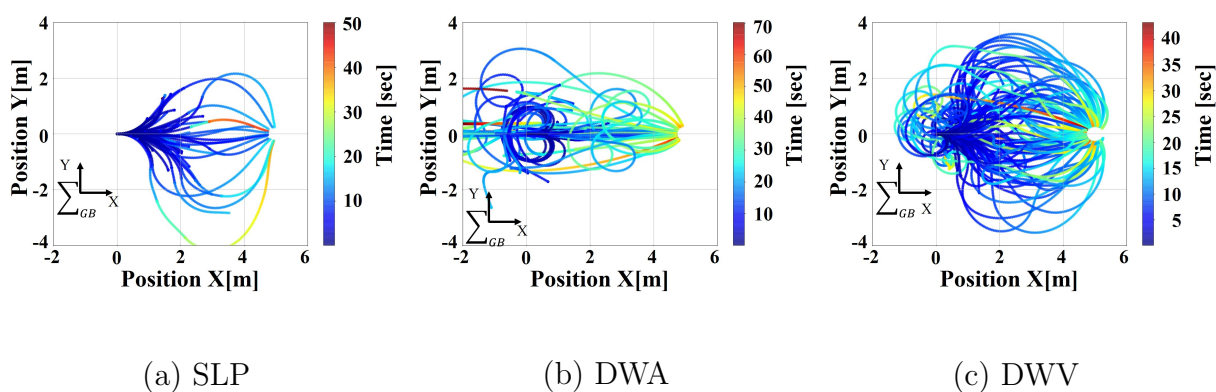 4
2
0
-2
-4
-2
0
2
4
6
Position Y[m]
Position X[m]
Y
X
∑GB
50
40
30
20
10
Time [sec]
4
2
0
-2
-4
-2
0
2
4
6
Position Y[m]
Position X[m]
Y
X
∑GB
70
60
50
40
30
20
10
Time [sec]
4
2
0
-2
-4
-2
0
2
4
6
Position Y[m]
Position X[m]
Y
X
∑GB
40
35
30
25
20
15
10
5
Time [sec]
(a) SLP
(b) DWA
(c) DWV